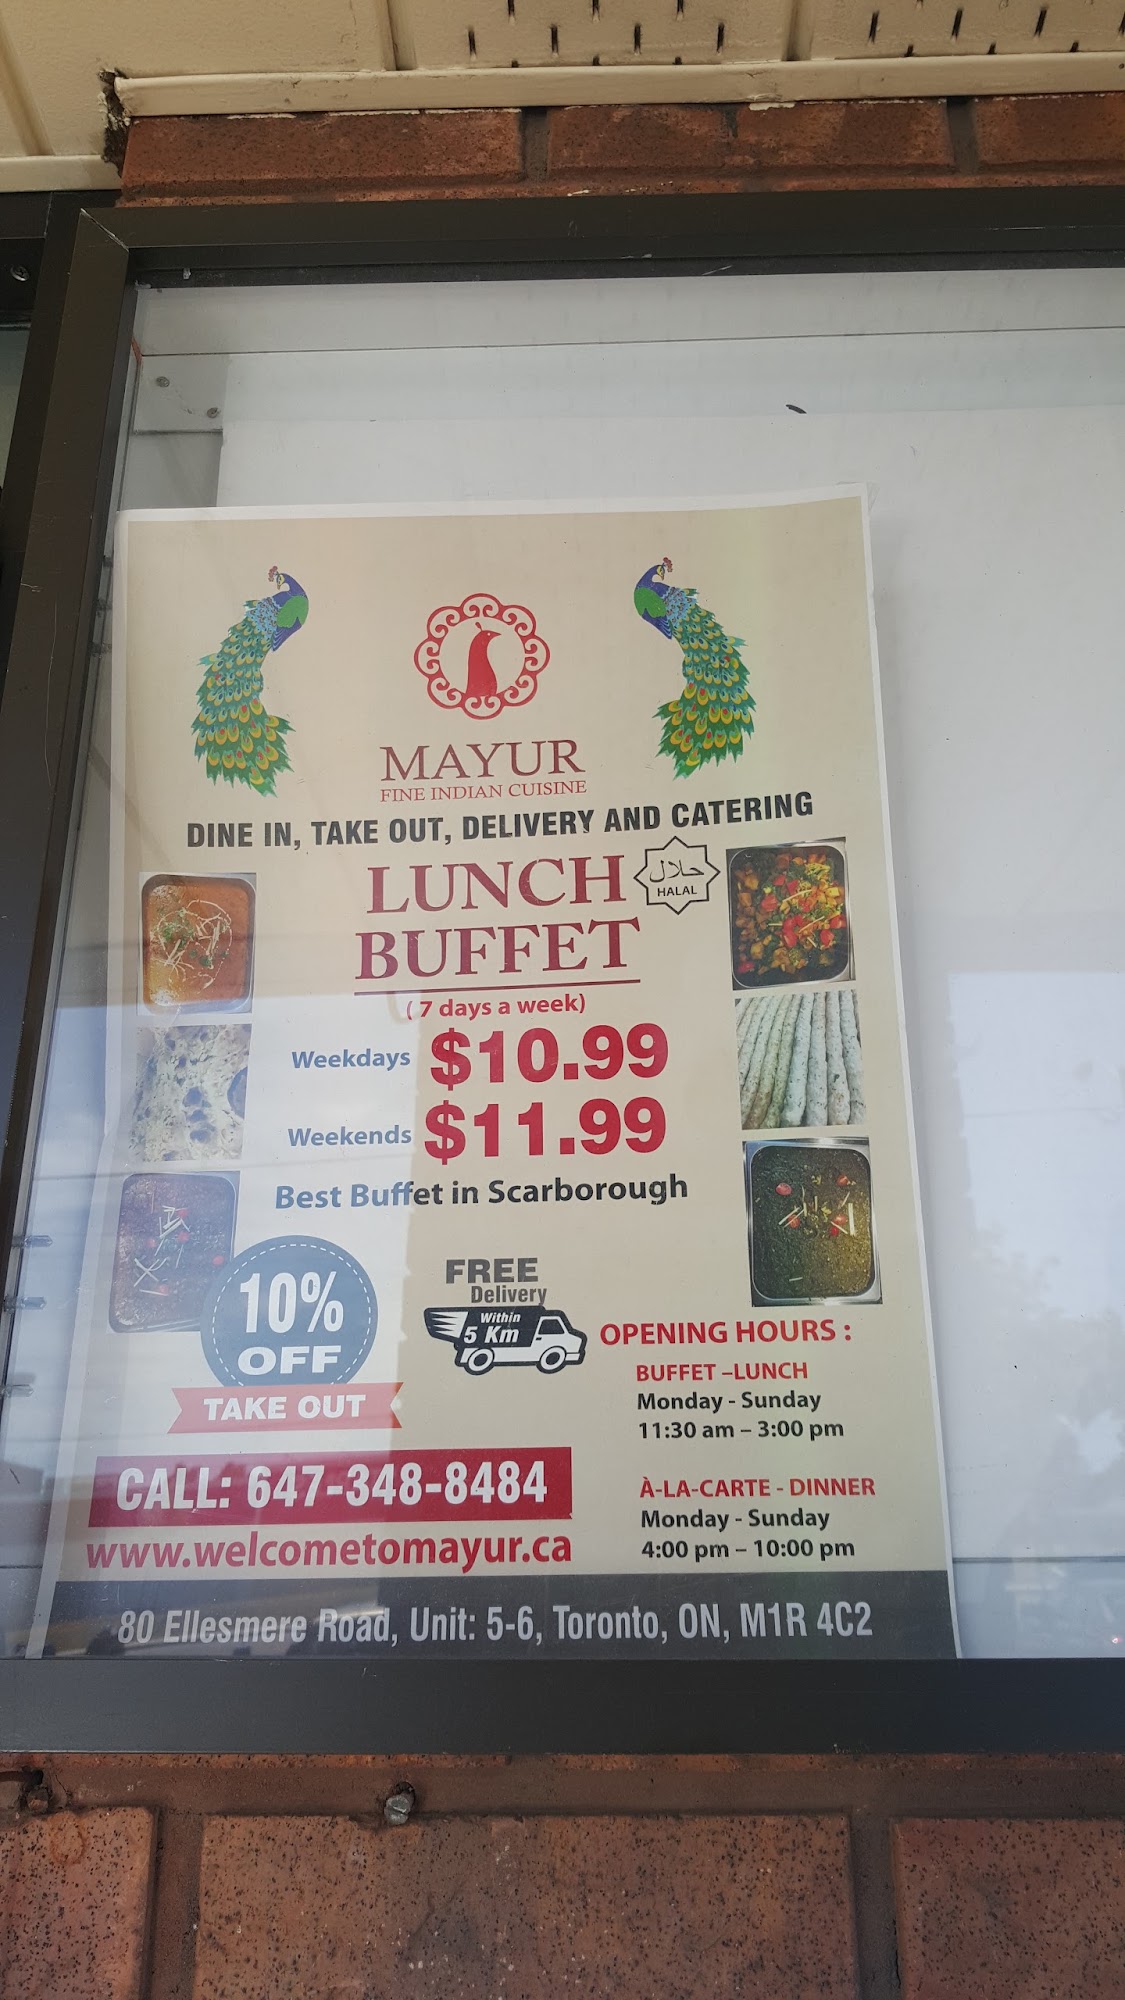 MAYUR
FINE INDIAN CUISINE
DINE IN, TAKE OUT, DELIVERY AND CATERING
LUNCH
حلال
HALAL
BUFFET
( 7 days a week)
Weekdays $10.99
Weekends $11.99
Best Buffet in Scarborough
10%
OFF
TAKE OUT
FREE
Delivery
Within
5 Km
OPENING HOURS :
BUFFET –LUNCH
Monday - Sunday
11:30 am – 3:00 pm
À-LA-CARTE - DINNER
Monday - Sunday
4:00 pm – 10:00 pm
CALL: 647-348-8484
www.welcometomayur.ca
80 Ellesmere Road, Unit: 5-6, Toronto, ON, M1R 4C2